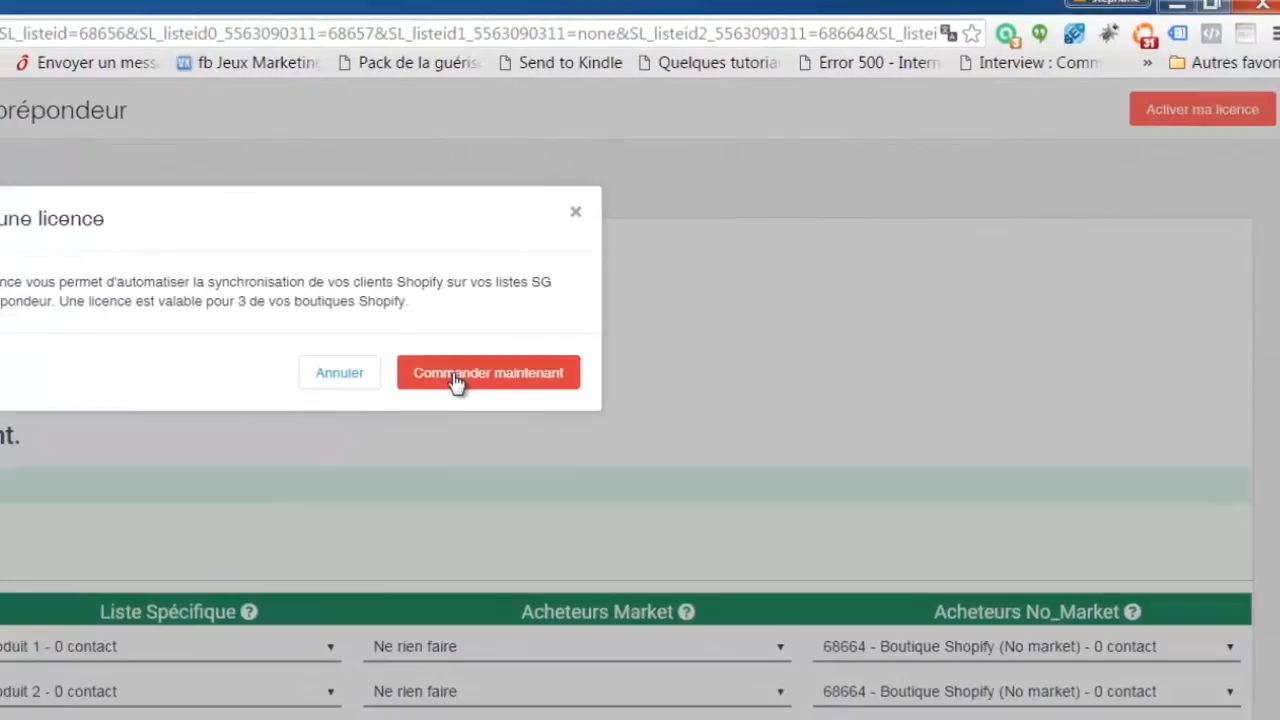 stephane
SL_listeid=68656&SL_listeid0_5563090311=68657&SL_listeid1_5563090311=none&SL_listeid2_5563090311=68664&SL_listei
3
31
Envoyer un mess
fb Jeux Marketin
Pack de la guéris
Send to Kindle
Quelques tutoria
Error 500 - Intern
Interview : Comm
»
Autres favori
orépondeur
Activer ma licence
une licence
×
nce vous permet d'automatiser la synchronisation de vos clients Shopify sur vos listes SG
pondeur. Une licence est valable pour 3 de vos boutiques Shopify.
Annuler
Commander maintenant
nt.
Liste Spécifique ?
Acheteurs Market ?
Acheteurs No_Market ?
oduit 1 - 0 contact
Ne rien faire
68664 - Boutique Shopify (No market) - 0 contact
oduit 2 - 0 contact
Ne rien faire
68664 - Boutique Shopify (No market) - 0 contact